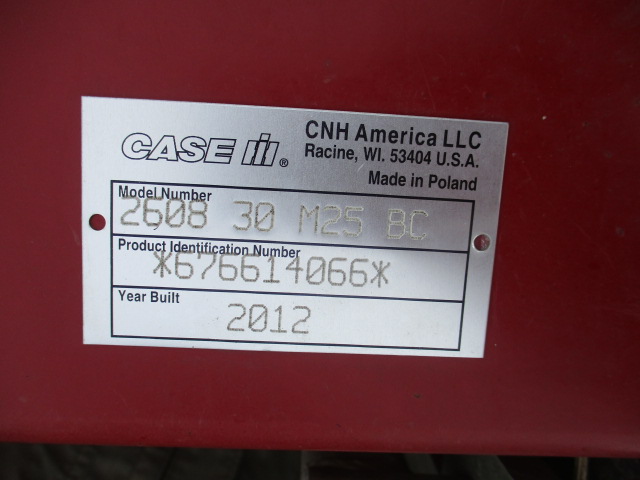 CASE IH®
CNH America LLC
Racine, WI. 53404 U.S.A.
Made in Poland
Model Number
2608 30 M25 BC
Product Identification Number
*676614066*
Year Built
2012